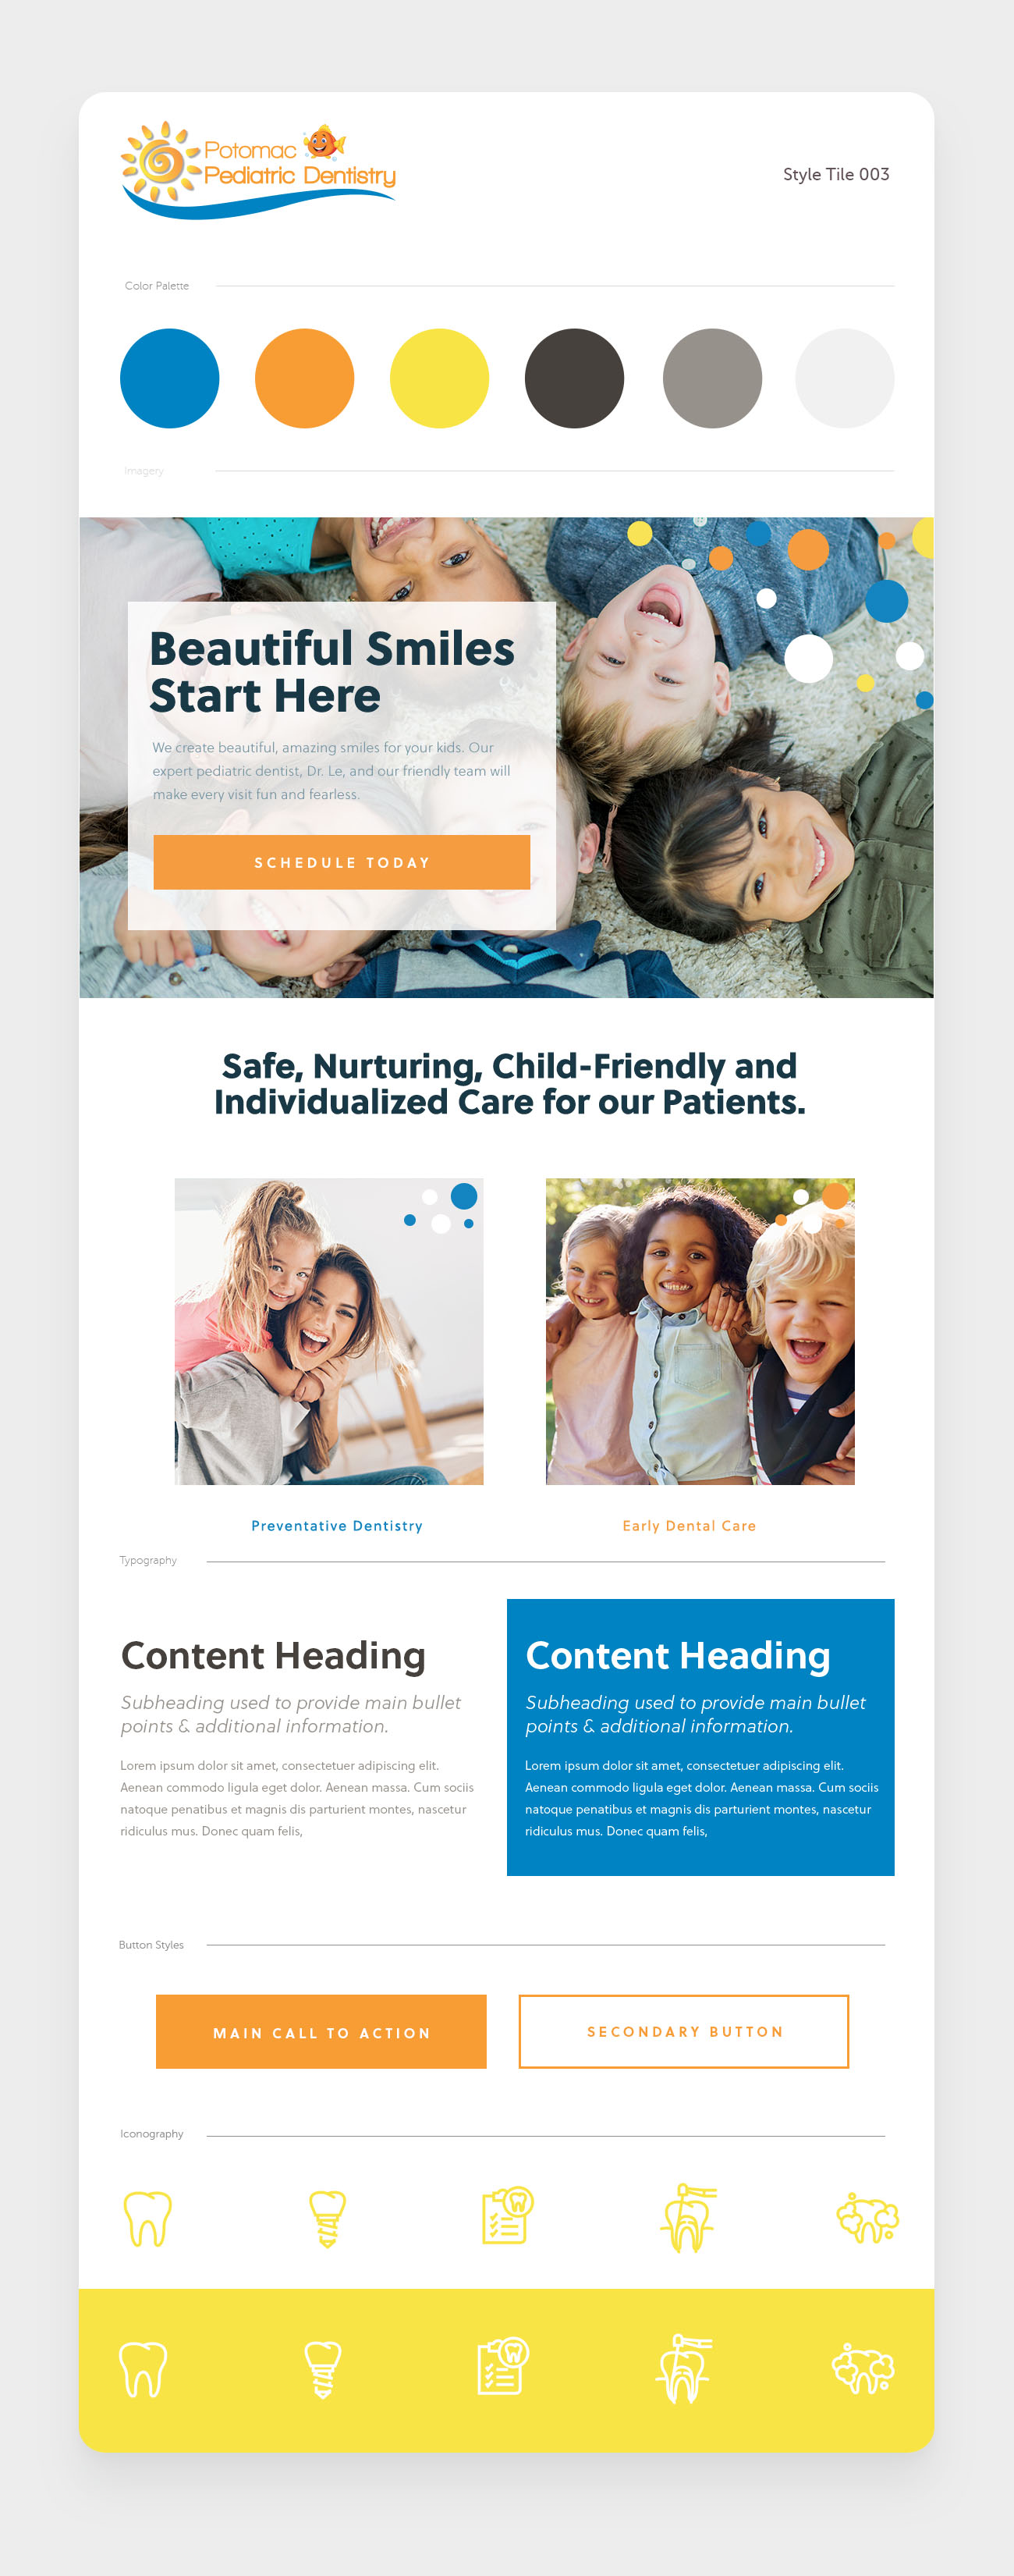 Potomac
Pediatric Dentistry
Style Tile 003
Color Palette
Imagery
Beautiful Smiles
Start Here
We create beautiful, amazing smiles for your kids. Our
expert pediatric dentist, Dr. Le, and our friendly team will
make every visit fun and fearless.
SCHEDULE TODAY
Safe, Nurturing, Child-Friendly and
Individualized Care for our Patients.
Preventative Dentistry
Early Dental Care
Typography
Content Heading
Subheading used to provide main bullet
points & additional information.
Lorem ipsum dolor sit amet, consectetuer adipiscing elit.
Aenean commodo ligula eget dolor. Aenean massa. Cum sociis
natoque penatibus et magnis dis parturient montes, nascetur
ridiculus mus. Donec quam felis,
Content Heading
Subheading used to provide main bullet
points & additional information.
Lorem ipsum dolor sit amet, consectetuer adipiscing elit.
Aenean commodo ligula eget dolor. Aenean massa. Cum sociis
natoque penatibus et magnis dis parturient montes, nascetur
ridiculus mus. Donec quam felis,
Button Styles
MAIN CALL TO ACTION
SECONDARY BUTTON
Iconography